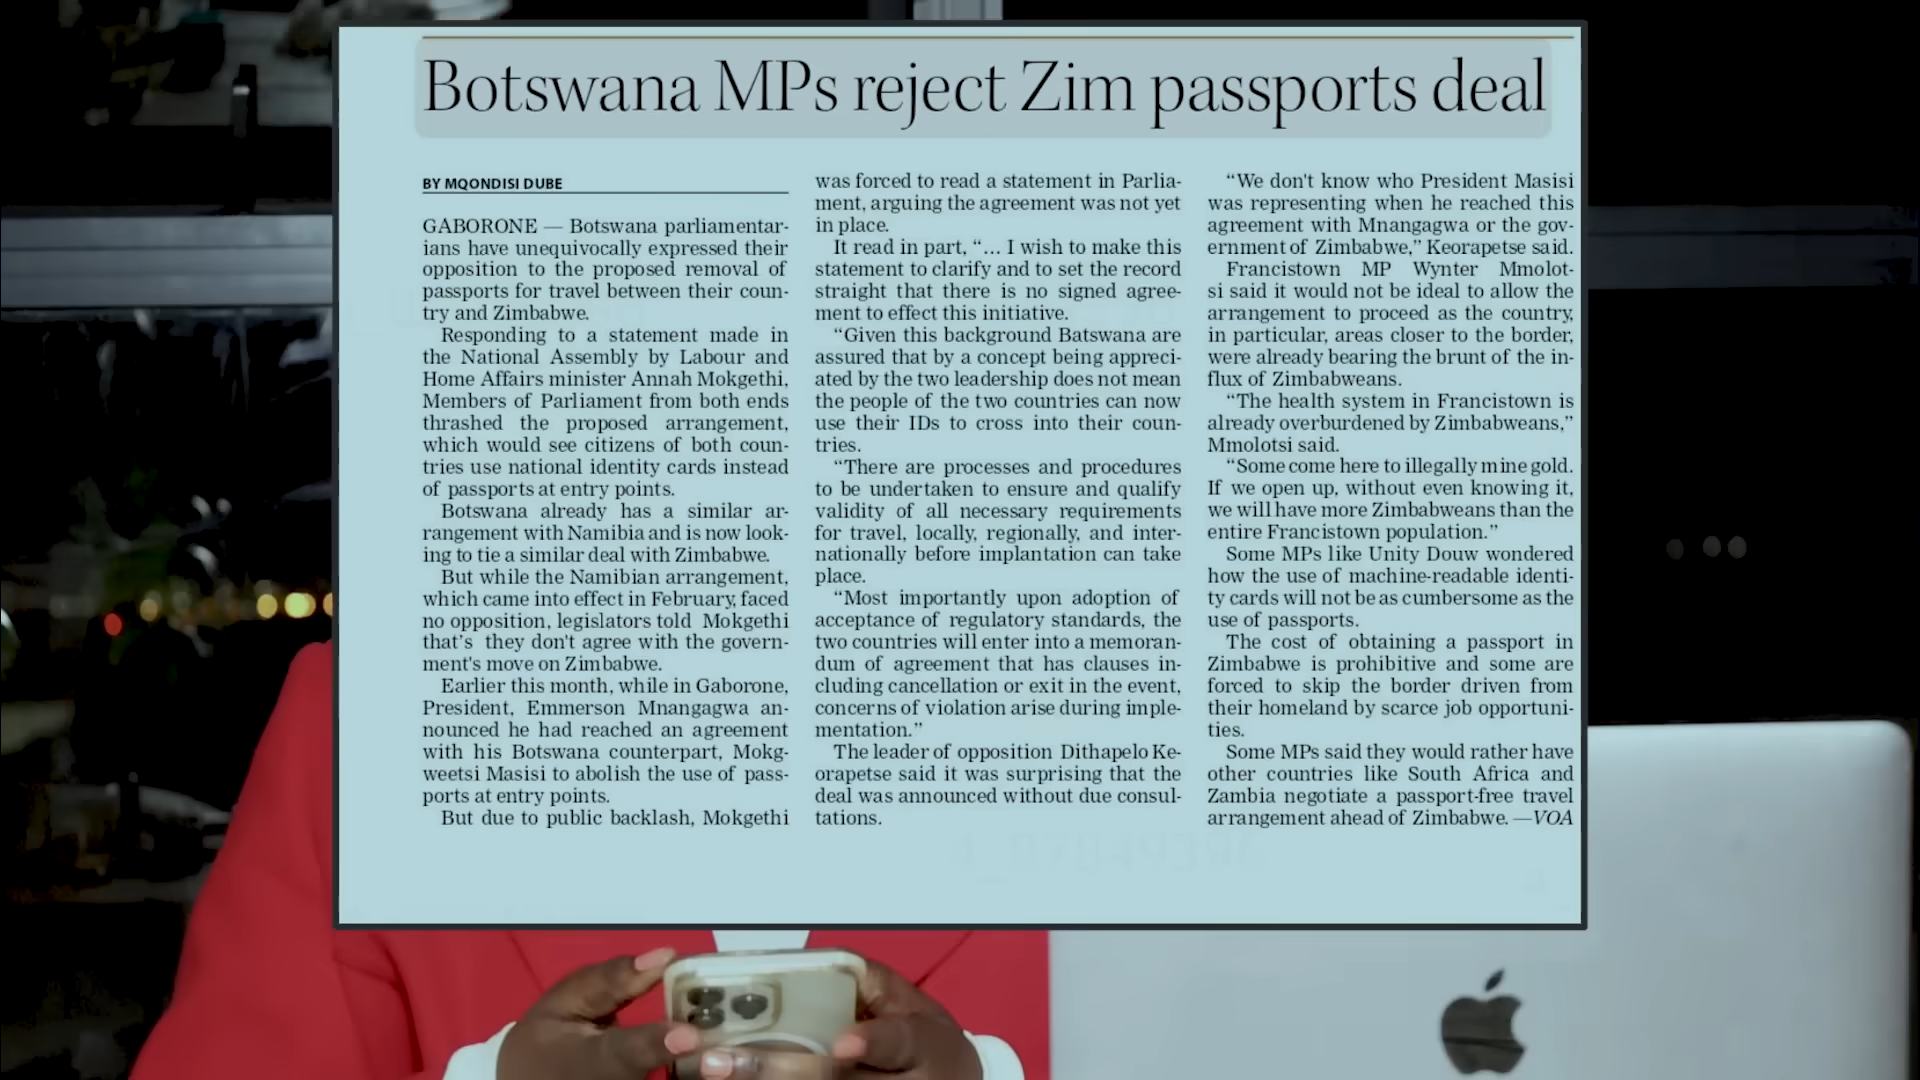 Botswana MPs reject Zim passports deal
BY MQONDISI DUBE
GABORONE — Botswana parliamentar-
ians have unequivocally expressed their
opposition to the proposed removal of
passports for travel between their coun-
try and Zimbabwe.
Responding to a statement made in
the National Assembly by Labour and
Home Affairs minister Annah Mokgethi,
Members of Parliament from both ends
thrashed the proposed arrangement,
which would see citizens of both coun-
tries use national identity cards instead
of passports at entry points.
Botswana already has a similar ar-
rangement with Namibia and is now look-
ing to tie a similar deal with Zimbabwe.
But while the Namibian arrangement,
which came into effect in February, faced
no opposition, legislators told Mokgethi
that's they don't agree with the govern-
ment's move on Zimbabwe.
Earlier this month, while in Gaborone,
President, Emmerson Mnangagwa an-
nounced he had reached an agreement
with his Botswana counterpart, Mokg-
weetsi Masisi to abolish the use of pass-
ports at entry points.
But due to public backlash, Mokgethi
was forced to read a statement in Parlia-
ment, arguing the agreement was not yet
in place.
It read in part, “... I wish to make this
statement to clarify and to set the record
straight that there is no signed agree-
ment to effect this initiative.
“Given this background Batswana are
assured that by a concept being appreci-
ated by the two leadership does not mean
the people of the two countries can now
use their IDs to cross into their coun-
tries.
“There are processes and procedures
to be undertaken to ensure and qualify
validity of all necessary requirements
for travel, locally, regionally, and inter-
nationally before implantation can take
place.
“Most importantly upon adoption of
acceptance of regulatory standards, the
two countries will enter into a memoran-
dum of agreement that has clauses in-
cluding cancellation or exit in the event,
concerns of violation arise during imple-
mentation.”
The leader of opposition Dithapelo Ke-
orapetse said it was surprising that the
deal was announced without due consul-
tations.
“We don't know who President Masisi
was representing when he reached this
agreement with Mnangagwa or the gov-
ernment of Zimbabwe,” Keorapetse said.
Francistown MP Wynter Mmolot-
si said it would not be ideal to allow the
arrangement to proceed as the country,
in particular, areas closer to the border,
were already bearing the brunt of the in-
flux of Zimbabweans.
“The health system in Francistown is
already overburdened by Zimbabweans,”
Mmolotsi said.
“Some come here to illegally mine gold.
If we open up, without even knowing it,
we will have more Zimbabweans than the
entire Francistown population.”
Some MPs like Unity Douw wondered
how the use of machine-readable identi-
ty cards will not be as cumbersome as the
use of passports.
The cost of obtaining a passport in
Zimbabwe is prohibitive and some are
forced to skip the border driven from
their homeland by scarce job opportuni-
ties.
Some MPs said they would rather have
other countries like South Africa and
Zambia negotiate a passport-free travel
arrangement ahead of Zimbabwe. —VOA